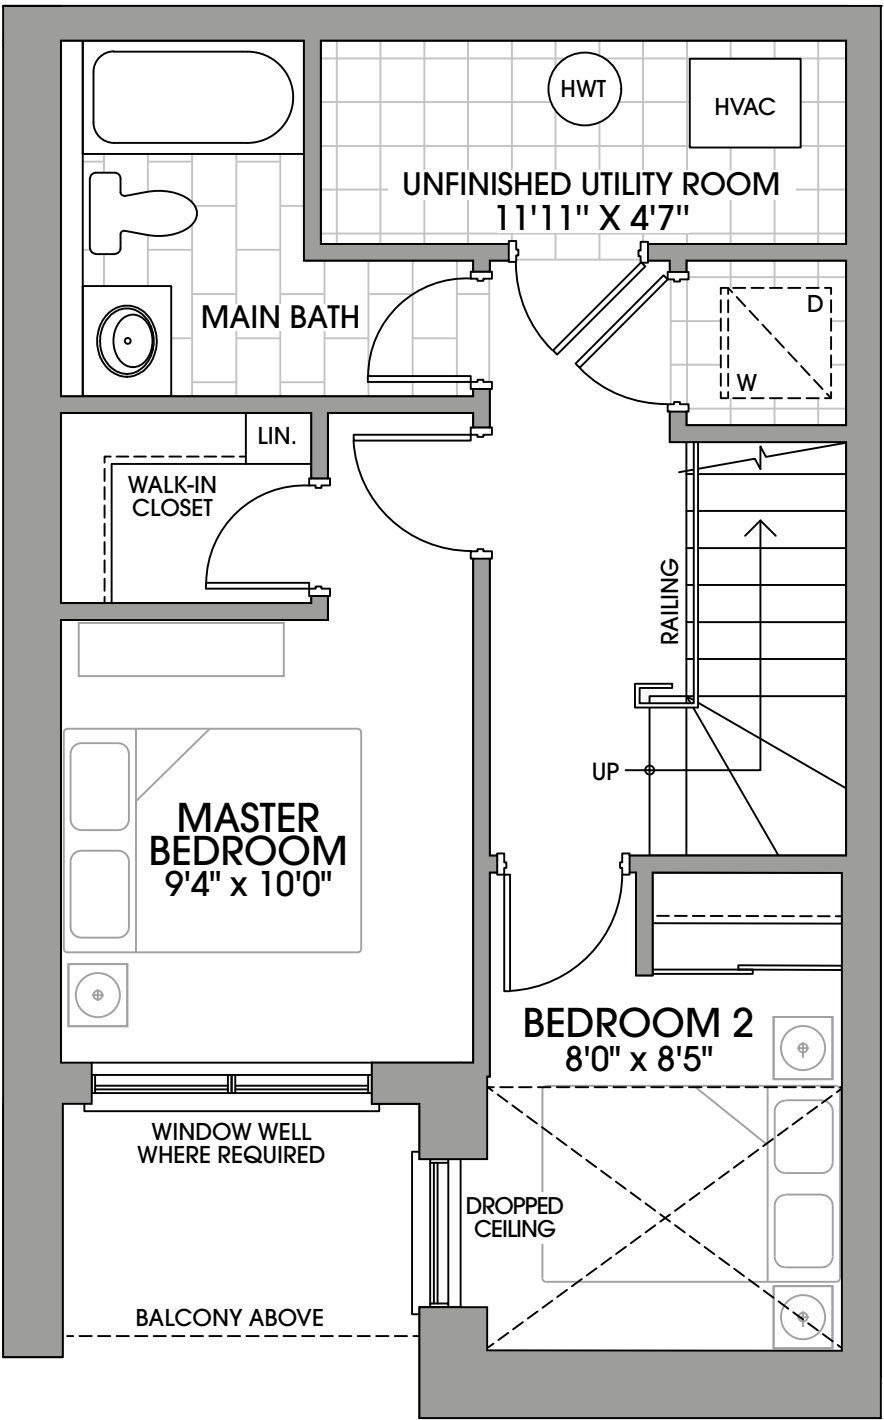 HWT
HVAC
UNFINISHED UTILITY ROOM
11'11" X 4'7"
MAIN BATH
D
W
LIN.
WALK-IN
CLOSET
RAILING
UP
MASTER
BEDROOM
9'4" x 10'0"
BEDROOM 2
8'0" x 8'5"
WINDOW WELL
WHERE REQUIRED
DROPPED
CEILING
BALCONY ABOVE